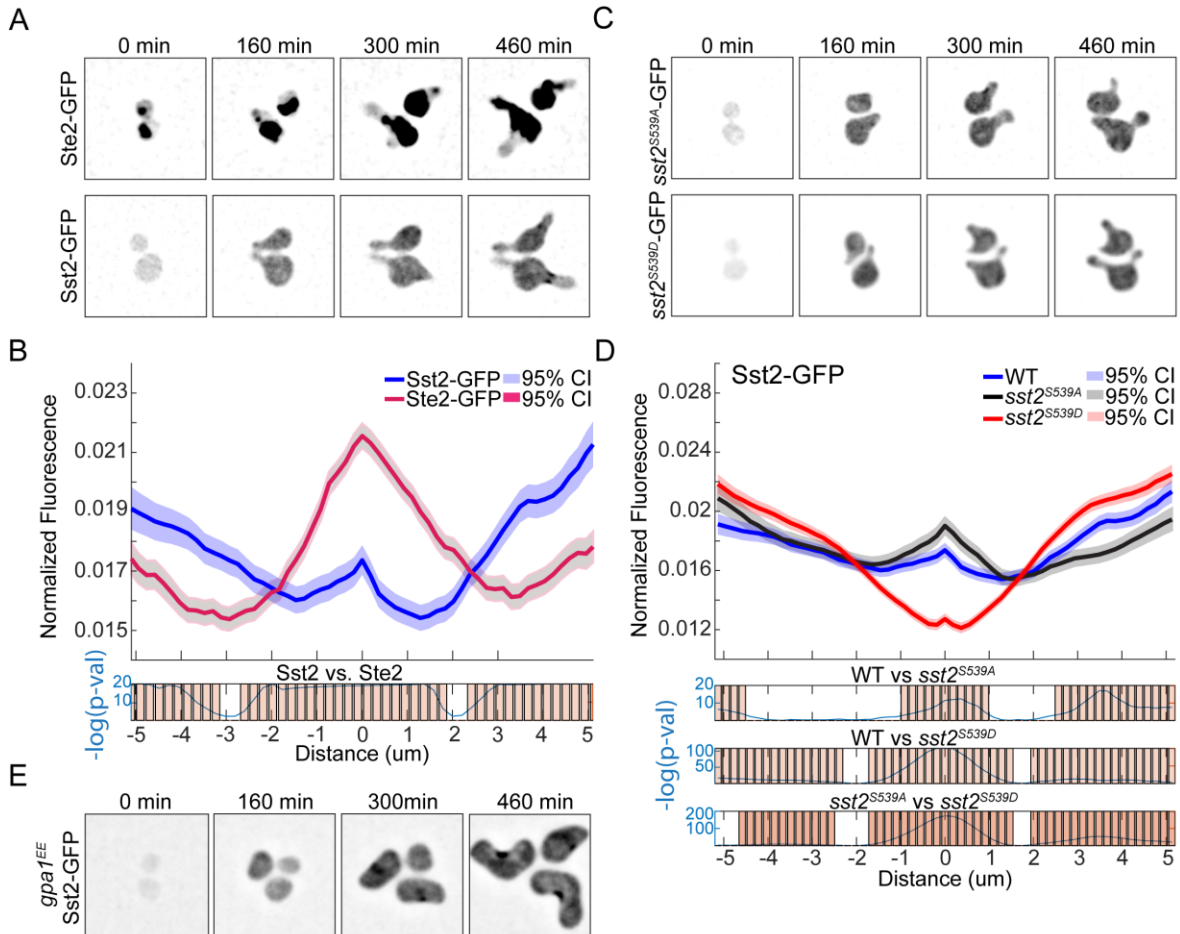 A
0 min 160 min 300 min 460 min
Ste2-GFP
Sst2-GFP
B
Sst2-GFP 95% CI
Ste2-GFP 95% CI
Normalized Fluorescence
0.023
0.021
0.019
0.017
0.015
Sst2 vs. Ste2
-log(p-val)
20
10
0
-5 -4 -3 -2 -1 0 1 2 3 4 5
Distance (um)
C
0 min 160 min 300 min 460 min
sst2S539A-GFP
sst2S539D-GFP
D
Sst2-GFP
WT 95% CI
sst2S539A 95% CI
sst2S539D 95% CI
Normalized Fluorescence
0.028
0.024
0.02
0.016
0.012
WT vs sst2S539A
20
10
0
WT vs sst2S539D
100
50
sst2S539A vs sst2S539D
200
100
-log(p-val)
-5 -4 -3 -2 -1 0 1 2 3 4 5
Distance (um)
E
0 min 160 min 300min 460 min
gpa1EE
Sst2-GFP